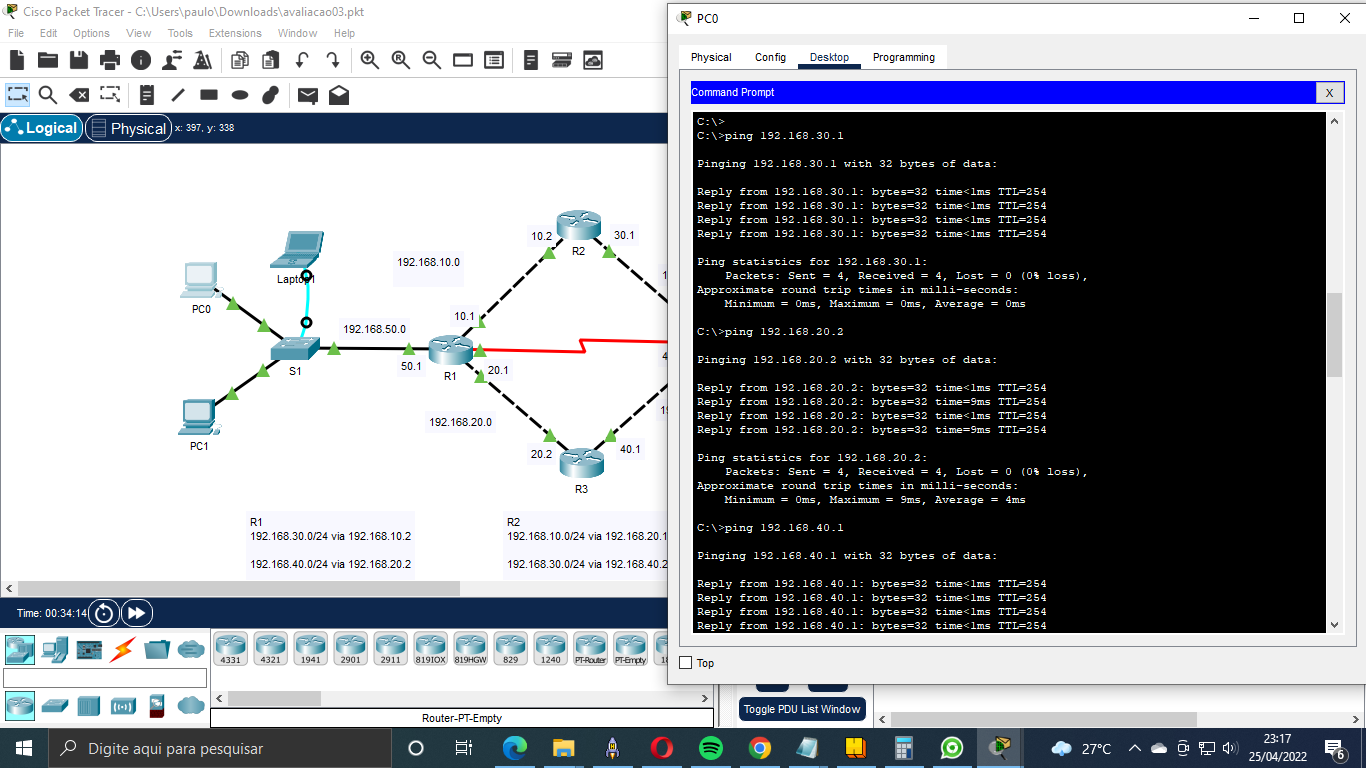 Cisco Packet Tracer - C:\Users\paulo\Downloads\avaliacao03.pkt
File Edit Options View Tools Extensions Window Help
Logical
Physical
x: 397, y: 338
10.2
30.1
R2
192.168.10.0
Laptop1
PC0
10.1
192.168.50.0
50.1
R1
20.1
S1
192.168.20.0
PC1
20.2
40.1
R3
R1
192.168.30.0/24 via 192.168.10.2
192.168.40.0/24 via 192.168.20.2
R2
192.168.10.0/24 via 192.168.20.1
192.168.30.0/24 via 192.168.40.2
Time: 00:34:14
4331 4321 1941 2901 2911 819IOX 819HGW 829 1240 PT-Router PT-Empty
Router-PT-Empty
Toggle PDU List Window
PC0
Physical Config Desktop Programming
Command Prompt
X
C:\>
C:\>ping 192.168.30.1
Pinging 192.168.30.1 with 32 bytes of data:
Reply from 192.168.30.1: bytes=32 time<1ms TTL=254
Reply from 192.168.30.1: bytes=32 time<1ms TTL=254
Reply from 192.168.30.1: bytes=32 time<1ms TTL=254
Reply from 192.168.30.1: bytes=32 time<1ms TTL=254
Ping statistics for 192.168.30.1:
Packets: Sent = 4, Received = 4, Lost = 0 (0% loss),
Approximate round trip times in milli-seconds:
Minimum = 0ms, Maximum = 0ms, Average = 0ms
C:\>ping 192.168.20.2
Pinging 192.168.20.2 with 32 bytes of data:
Reply from 192.168.20.2: bytes=32 time<1ms TTL=254
Reply from 192.168.20.2: bytes=32 time=9ms TTL=254
Reply from 192.168.20.2: bytes=32 time<1ms TTL=254
Reply from 192.168.20.2: bytes=32 time=9ms TTL=254
Ping statistics for 192.168.20.2:
Packets: Sent = 4, Received = 4, Lost = 0 (0% loss),
Approximate round trip times in milli-seconds:
Minimum = 0ms, Maximum = 9ms, Average = 4ms
C:\>ping 192.168.40.1
Pinging 192.168.40.1 with 32 bytes of data:
Reply from 192.168.40.1: bytes=32 time<1ms TTL=254
Reply from 192.168.40.1: bytes=32 time<1ms TTL=254
Reply from 192.168.40.1: bytes=32 time<1ms TTL=254
Reply from 192.168.40.1: bytes=32 time<1ms TTL=254
Top
Digite aqui para pesquisar
27°C
23:17
25/04/2022
6